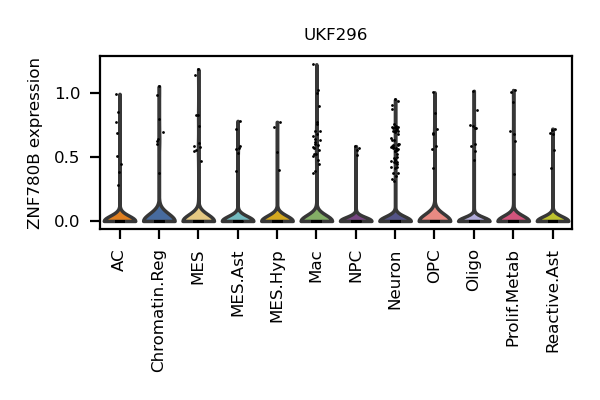 UKF296
ZNF780B expression
1.0
0.5
0.0
AC
Chromatin.Reg
MES
MES.Ast
MES.Hyp
Mac
NPC
Neuron
OPC
Oligo
Prolif.Metab
Reactive.Ast